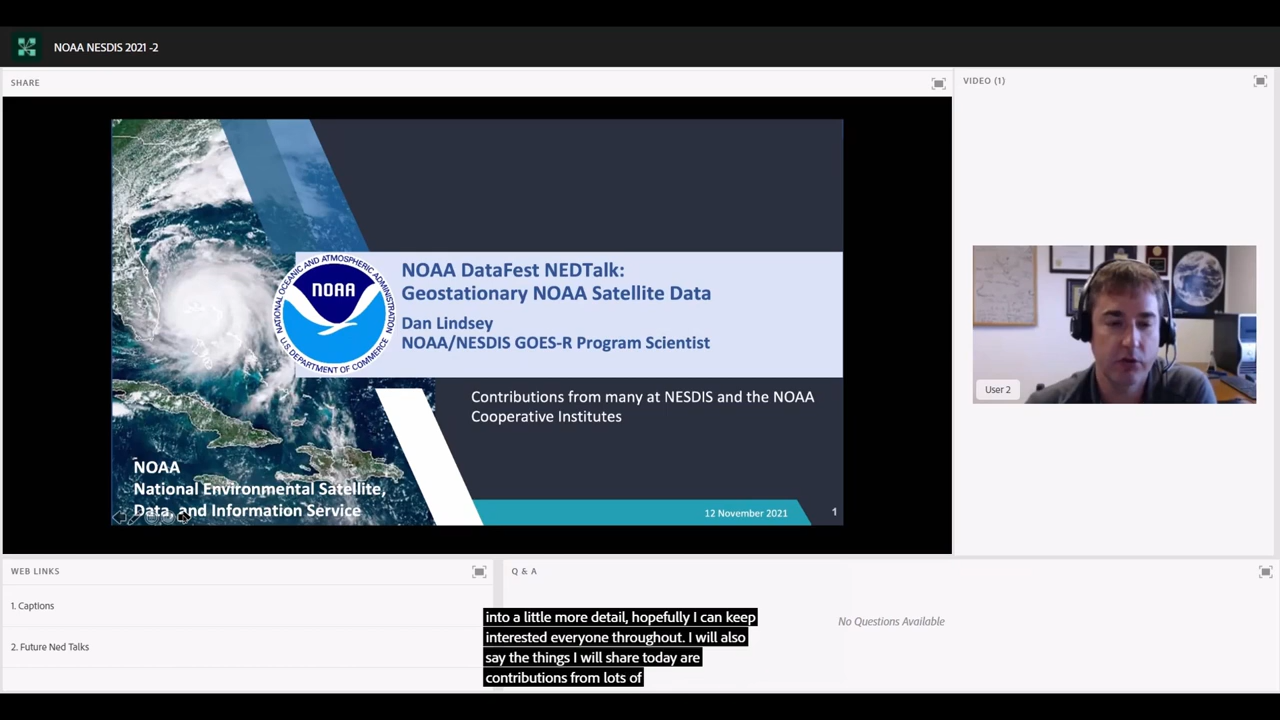 NOAA NESDIS 2021 -2
SHARE
VIDEO (1)
NATIONAL OCEANIC AND ATMOSPHERIC ADMINISTRATION
NOAA
U.S. DEPARTMENT OF COMMERCE
NOAA DataFest NEDTalk:
Geostationary NOAA Satellite Data
Dan Lindsey
NOAA/NESDIS GOES-R Program Scientist
Contributions from many at NESDIS and the NOAA
Cooperative Institutes
NOAA
National Environmental Satellite,
Data, and Information Service
12 November 2021
1
User 2
WEB LINKS
1. Captions
2. Future Ned Talks
Q & A
No Questions Available
into a little more detail, hopefully I can keep
interested everyone throughout. I will also
say the things I will share today are
contributions from lots of